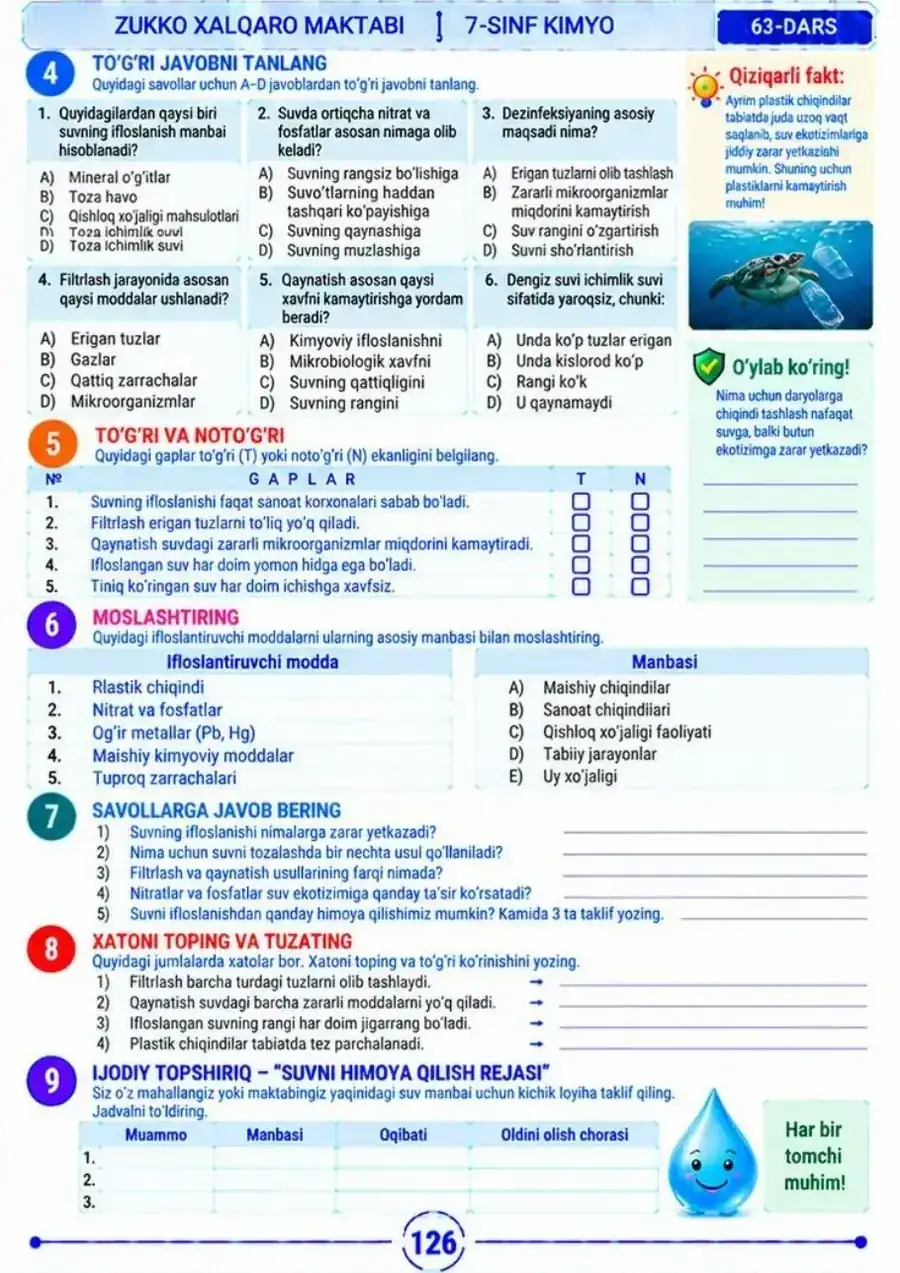 ZUKKO XALQARO MAKTABI
7-SINF KIMYO
63-DARS
4
TO'G'RI JAVOBNI TANLANG
Quyidagi savollar uchun A–D javoblardan to'g'ri javobni tanlang.
1. Quyidagilardan qaysi biri
suvning ifloslanish manbai
hisoblanadi?
A) Mineral o'g'itlar
B) Toza havo
C) Qishloq xo'jaligi mahsulotlari
D) Toza ichimlik suvi
2. Suvda ortiqcha nitrat va
fosfatlar asosan nimaga olib
keladi?
A) Suvning rangsiz bo'lishiga
B) Suvo'tlarning haddan
tashqari ko'payishiga
C) Suvning qaynashiga
D) Suvning muzlashiga
3. Dezinfeksiyaning asosiy
maqsadi nima?
A) Erigan tuzlarni olib tashlash
B) Zararli mikroorganizmlar
miqdorini kamaytirish
C) Suv rangini o'zgartirish
D) Suvni sho'rlantirish
4. Filtrlash jarayonida asosan
qaysi moddalar ushlanadi?
A) Erigan tuzlar
B) Gazlar
C) Qattiq zarrachalar
D) Mikroorganizmlar
5. Qaynatish asosan qaysi
xavfni kamaytirishga yordam
beradi?
A) Kimyoviy ifloslanishni
B) Mikrobiologik xavfni
C) Suvning qattiqligini
D) Suvning rangini
6. Dengiz suvi ichimlik suvi
sifatida yaroqsiz, chunki:
A) Unda ko'p tuzlar erigan
B) Unda kislorod ko'p
C) Rangi ko'k
D) U qaynamaydi
Qiziqarli fakt:
Ayrim plastik chiqindilar
tabiatda juda uzoq vaqt
saqlanib, suv ekotizimlariga
jiddiy zarar yetkazishi
mumkin. Shuning uchun
plastiklarni kamaytirish
muhim!
O'ylab ko'ring!
Nima uchun daryolarga
chiqindi tashlash nafaqat
suvga, balki butun
ekotizimga zarar yetkazadi?
5
TO'G'RI VA NOTO'G'RI
Quyidagi gaplar to'g'ri (T) yoki noto'g'ri (N) ekanligini belgilang.
№ G A P L A R T N
1. Suvning ifloslanishi faqat sanoat korxonalari sabab bo'ladi.
2. Filtrlash erigan tuzlarni to'liq yo'q qiladi.
3. Qaynatish suvdagi zararli mikroorganizmlar miqdorini kamaytiradi.
4. Ifloslangan suv har doim yomon hidga ega bo'ladi.
5. Tiniq ko'ringan suv har doim ichishga xavfsiz.
6
MOSLASHTIRING
Quyidagi ifloslantiruvchi moddalarni ularning asosiy manbasi bilan moslashtiring.
Ifloslantiruvchi modda
1. Rlastik chiqindi
2. Nitrat va fosfatlar
3. Og'ir metallar (Pb, Hg)
4. Maishiy kimyoviy moddalar
5. Tuproq zarrachalari
Manbasi
A) Maishiy chiqindilar
B) Sanoat chiqindiiari
C) Qishloq xo'jaligi faoliyati
D) Tabiiy jarayonlar
E) Uy xo'jaligi
7
SAVOLLARGA JAVOB BERING
1) Suvning ifloslanishi nimalarga zarar yetkazadi?
2) Nima uchun suvni tozalashda bir nechta usul qo'llaniladi?
3) Filtrlash va qaynatish usullarining farqi nimada?
4) Nitratlar va fosfatlar suv ekotizimiga qanday ta'sir ko'rsatadi?
5) Suvni ifloslanishdan qanday himoya qilishimiz mumkin? Kamida 3 ta taklif yozing.
8
XATONI TOPING VA TUZATING
Quyidagi jumlalarda xatolar bor. Xatoni toping va to'g'ri ko'rinishini yozing.
1) Filtrlash barcha turdagi tuzlarni olib tashlaydi. →
2) Qaynatish suvdagi barcha zararli moddalarni yo'q qiladi. →
3) Ifloslangan suvning rangi har doim jigarrang bo'ladi. →
4) Plastik chiqindilar tabiatda tez parchalanadi. →
9
IJODIY TOPSHIRIQ – "SUVNI HIMOYA QILISH REJASI"
Siz o'z mahallangiz yoki maktabingiz yaqinidagi suv manbai uchun kichik loyiha taklif qiling.
Jadvalni to'ldiring.
Muammo Manbasi Oqibati Oldini olish chorasi
1.
2.
3.
Har bir
tomchi
muhim!
126